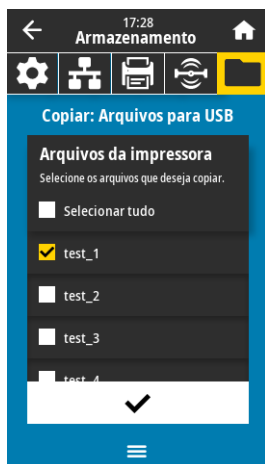 17:28
Armazenamento
Copiar: Arquivos para USB
Arquivos da impressora
Selecione os arquivos que deseja copiar.
Selecionar tudo
test_1
test_2
test_3
test_4